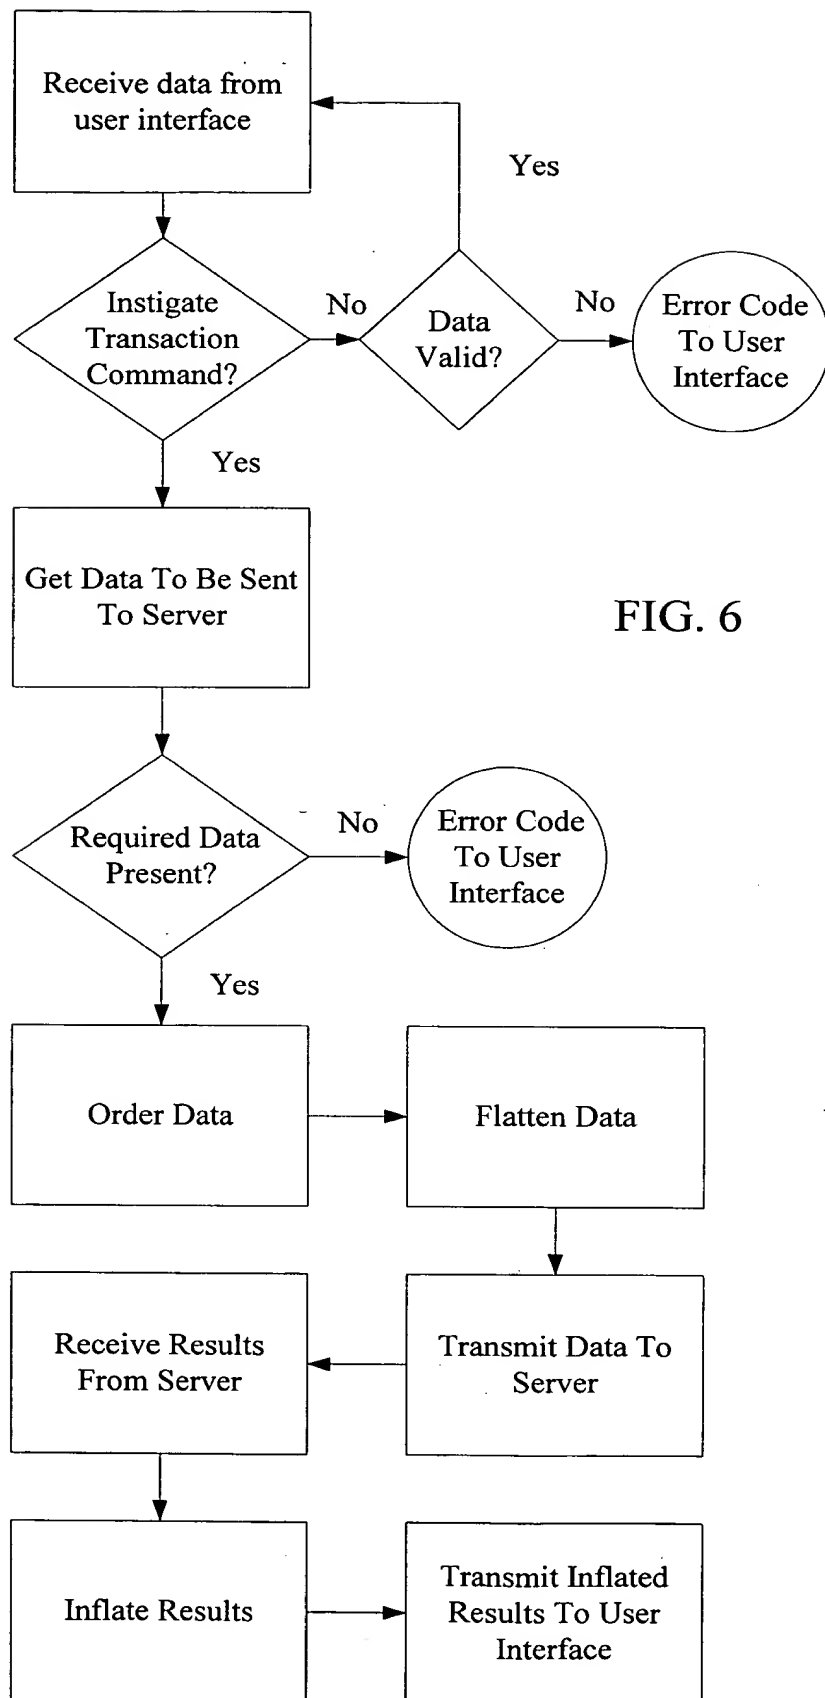 Receive data from
user interface
Yes
Instigate
Transaction
Command?
No
Data
Valid?
No
Error Code
To User
Interface
Yes
Get Data To Be Sent
To Server
FIG. 6
Required Data
Present?
No
Error Code
To User
Interface
Yes
Order Data
Flatten Data
Transmit Data To
Server
Receive Results
From Server
Inflate Results
Transmit Inflated
Results To User
Interface